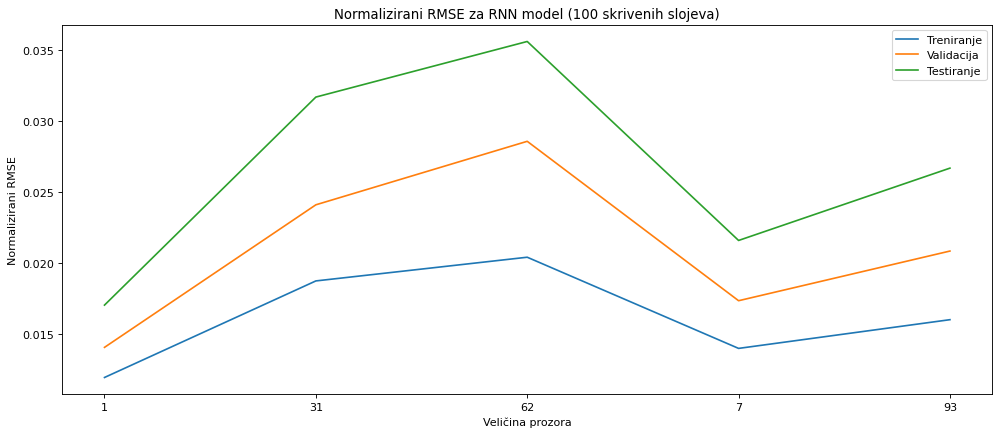 Normalizirani RMSE za RNN model (100 skrivenih slojeva)
Treniranje
Validacija
Testiranje
Normalizirani RMSE
0.035
0.030
0.025
0.020
0.015
1 31 62 7 93
Veličina prozora